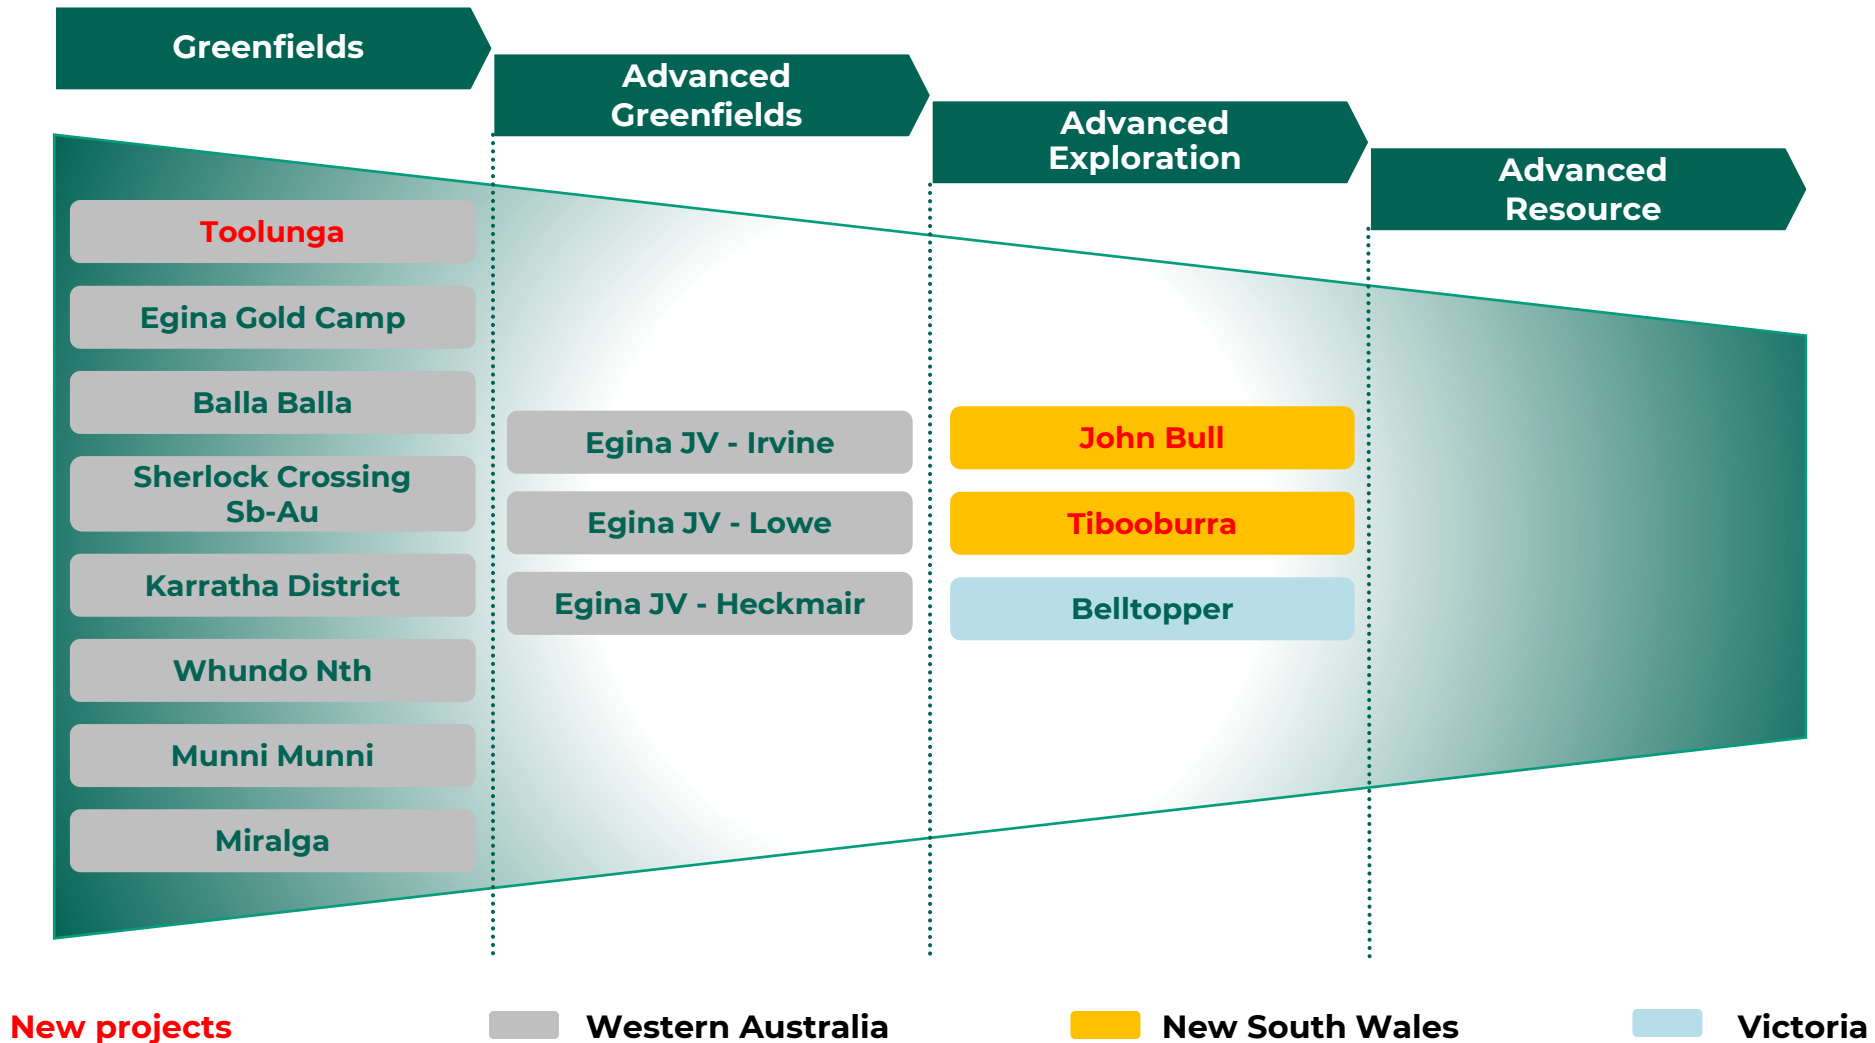 Greenfields
Advanced
Greenfields
Advanced
Exploration
Advanced
Resource
Toolunga
Egina Gold Camp
Balla Balla
Sherlock Crossing
Sb-Au
Karratha District
Whundo Nth
Munni Munni
Miralga
Egina JV - Irvine
Egina JV - Lowe
Egina JV - Heckmair
John Bull
Tibooburra
Belltopper
New projects
Western Australia
New South Wales
Victoria